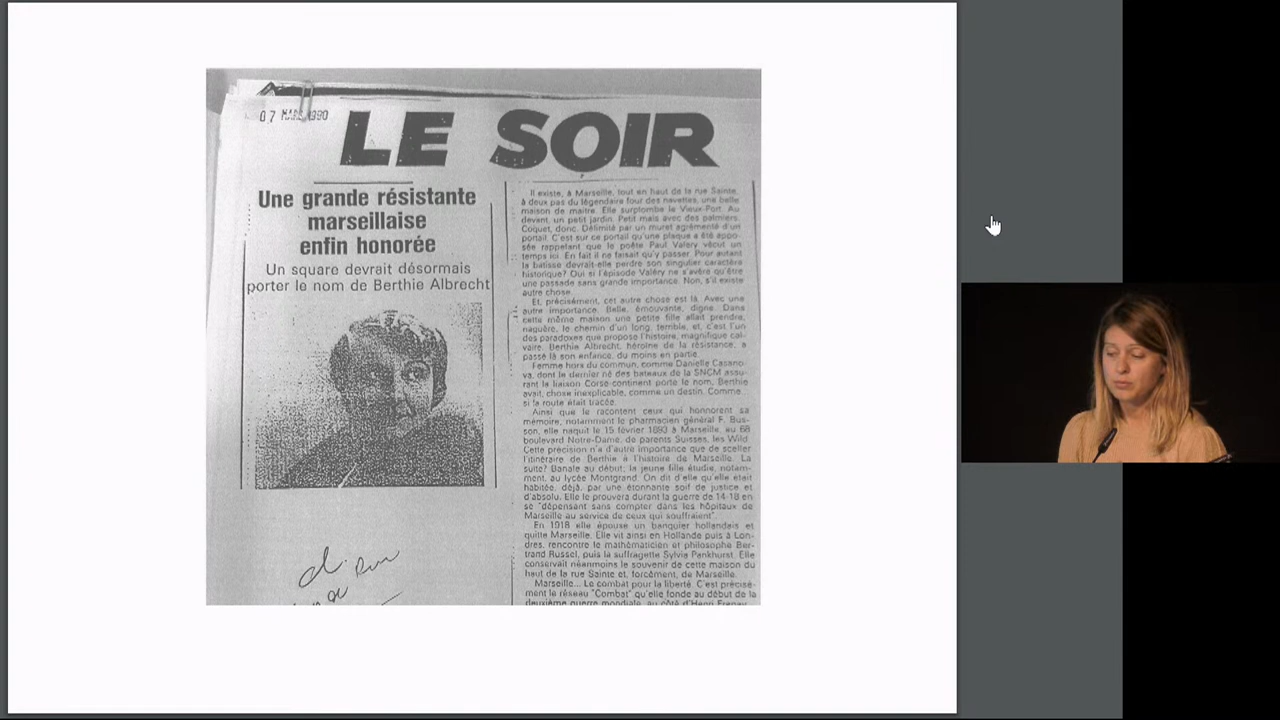 07 MARS 1990
LE SOIR
Une grande résistante
marseillaise
enfin honorée
Un square devrait désormais
porter le nom de Berthie Albrecht
Il existe, à Marseille, tout en haut de la rue Sainte,
à deux pas du légendaire four des navettes, une belle
maison de maître. Elle surplombe le Vieux-Port. Au
devant, un petit jardin. Petit mais avec des palmiers.
Coquet, donc. Délimité par un muret agrémenté d'un
portail. C'est sur ce portail qu'une plaque a été appo-
sée rappelant que le poète Paul Valéry vécut un
temps ici. En fait il ne faisait qu'y passer. Pour autant
la bâtisse devrait-elle perdre son singulier caractère
historique? Oui si l'épisode Valéry ne s'avère qu'être
une passade sans grande importance. Non, s'il existe
autre chose.
Et, précisément, cet autre chose est là. Avec une
autre importance. Belle, émouvante, digne. Dans
cette même maison une petite fille allait prendre,
naguère, le chemin d'un long, terrible, et, c'est l'un
des paradoxes que propose l'histoire, magnifique cal-
vaire. Berthie Albrecht, héroïne de la résistance, a
passé là son enfance, du moins en partie.
Femme hors du commun, comme Danielle Casano-
va, dont le dernier né des bateaux de la SNCM assu-
rant la liaison Corse-continent porte le nom, Berthie
avait, chose inexplicable, comme un destin. Comme
si la route était tracée.
Ainsi que le racontent ceux qui honorent sa
mémoire, notamment le pharmacien général F. Bus-
son, elle naquit le 15 février 1893 à Marseille, au 68
boulevard Notre-Dame, de parents Suisses, les Wild.
Cette précision n'a d'autre importance que de sceller
l'itinéraire de Berthie à l'histoire de Marseille. La
suite? Banale au début: la jeune fille étudie, notam-
ment, au lycée Montgrand. On dit d'elle qu'elle était
habitée, déjà, par une étonnante soif de justice et
d'absolu. Elle le prouvera durant la guerre de 14-18 en
se "dépensant sans compter dans les hôpitaux de
Marseille au service de ceux qui souffraient".
En 1918 elle épouse un banquier hollandais et
quitte Marseille. Elle vit ainsi en Hollande puis à Lon-
dres, rencontre le mathématicien et philosophe Ber-
trand Russel, puis la suffragette Sylvia Pankhurst. Elle
conservait néanmoins le souvenir de cette maison du
haut de la rue Sainte et, forcément, de Marseille.
Marseille... Le combat pour la liberté. C'est précisé-
ment le réseau "Combat" qu'elle fonde au début de la
deuxième guerre mondiale, au côté d'Henri Frenay,